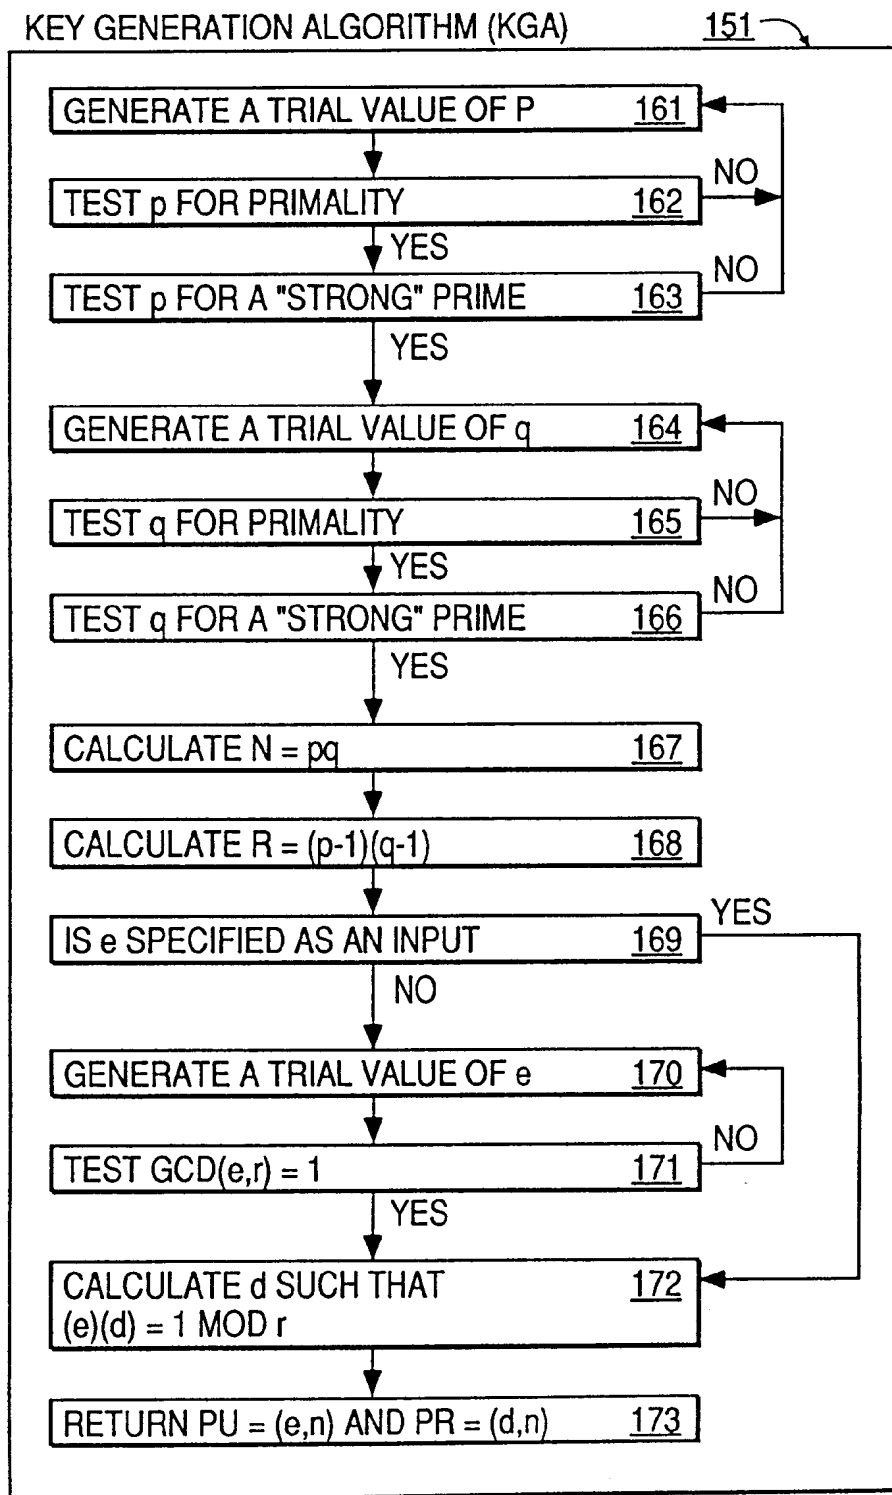 KEY GENERATION ALGORITHM (KGA) 151
GENERATE A TRIAL VALUE OF P 161
NO
TEST p FOR PRIMALITY 162
YES
NO
TEST p FOR A "STRONG" PRIME 163
YES
GENERATE A TRIAL VALUE OF q 164
NO
TEST q FOR PRIMALITY 165
YES
NO
TEST q FOR A "STRONG" PRIME 166
YES
CALCULATE N = pq 167
CALCULATE R = (p-1)(q-1) 168
YES
IS e SPECIFIED AS AN INPUT 169
NO
GENERATE A TRIAL VALUE OF e 170
NO
TEST GCD(e,r) = 1 171
YES
CALCULATE d SUCH THAT 172
(e)(d) = 1 MOD r
RETURN PU = (e,n) AND PR = (d,n) 173